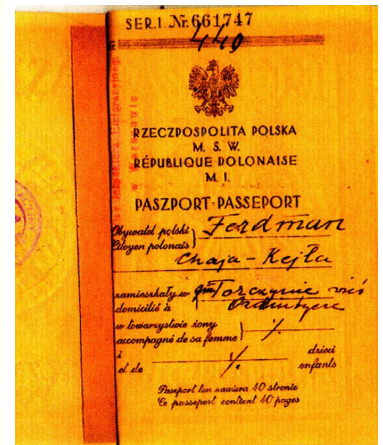 SER.I. № 661747
440
RZECZPOSPOLITA POLSKA
M. S. W.
RÉPUBLIQUE POLONAISE
M. I.
PASZPORT-PASSEPORT
Obywatel polski } Ferdman
Citoyen polonais
Chaja-Kejla
zamieszkały w gm Torczynie
domicilié à
w towarzystwie żony } ./.
accompagné de sa femme
i dzieci
et de ./. enfants
Paszport ten zawiera 40 stronic
Ce passeport contient 40 pages